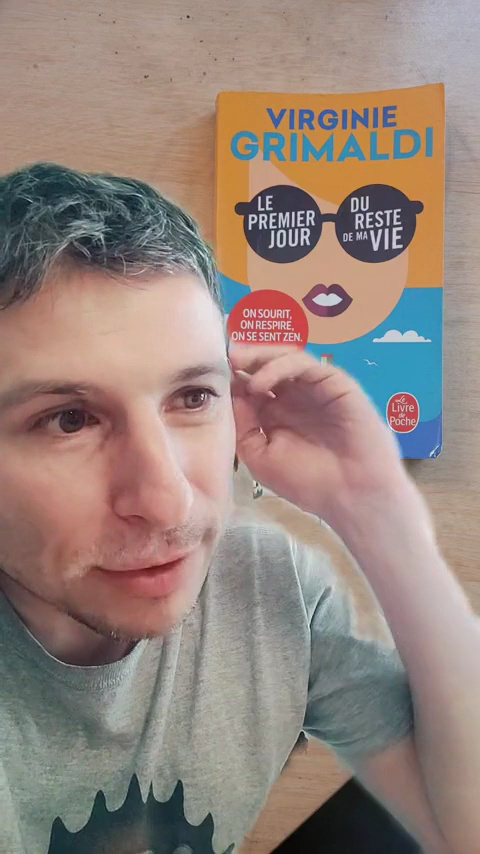 VIRGINIE
GRIMALDI
LE
PREMIER
JOUR
DU
RESTE
DE MA VIE
ON SOURIT,
ON RESPIRE,
ON SE SENT ZEN.
Le
Livre
de
Poche